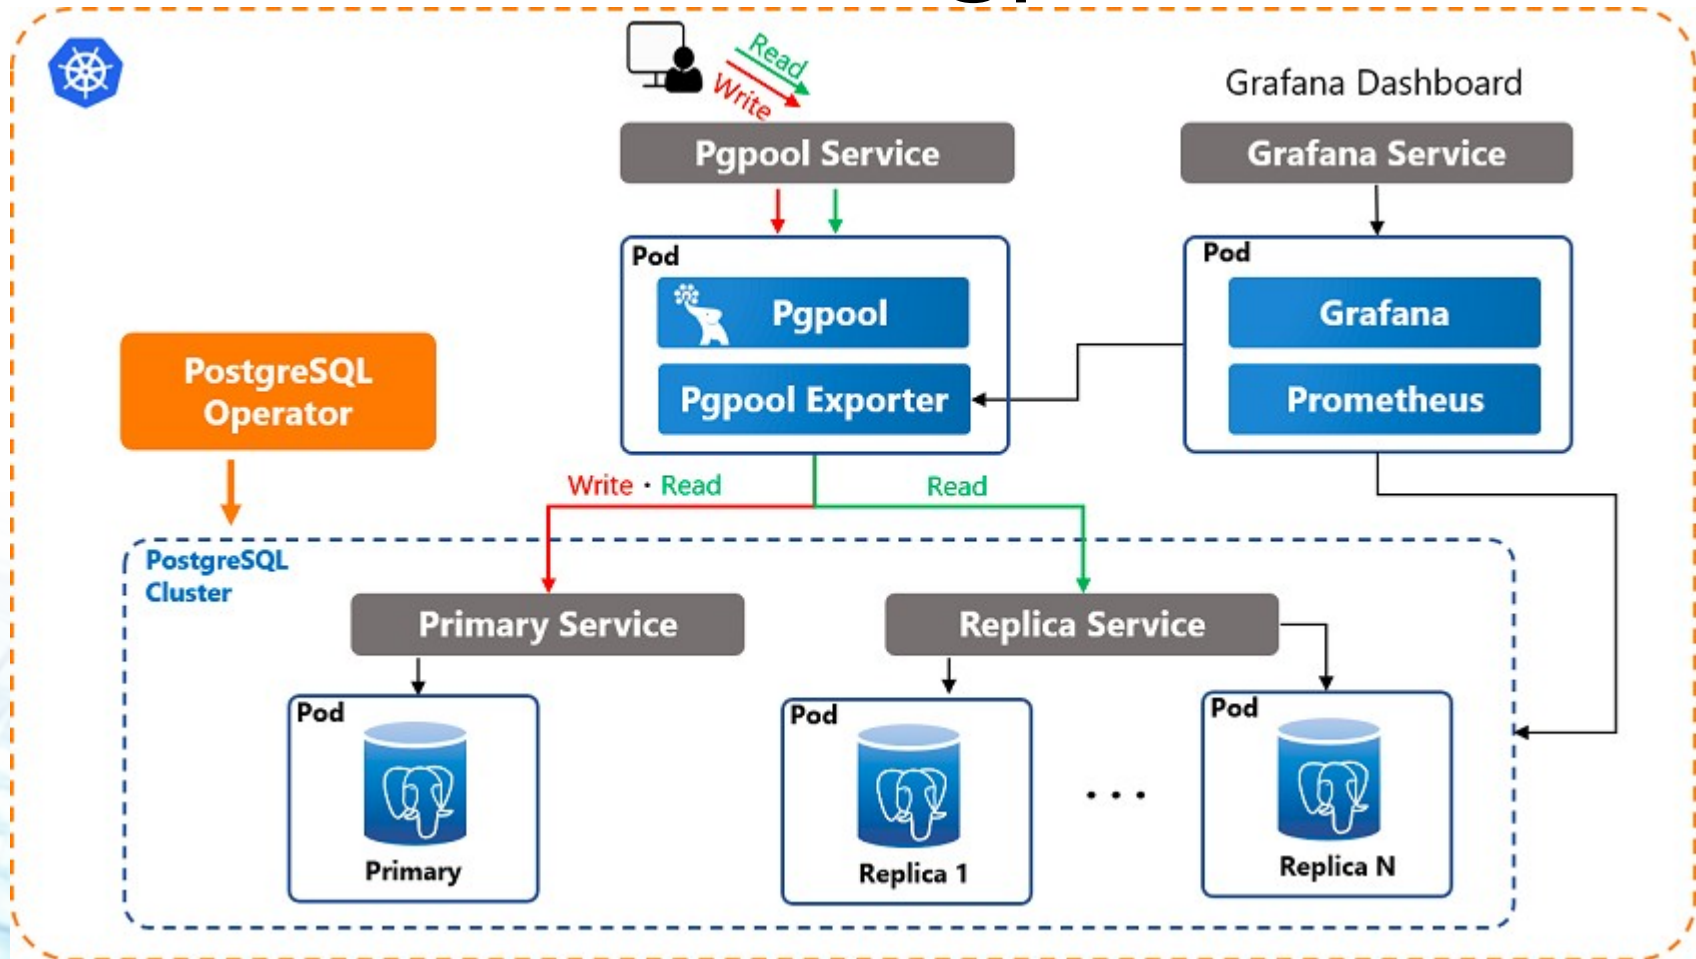 Read
Write
Grafana Dashboard
Pgpool Service
Grafana Service
Pod
Pgpool
Pgpool Exporter
Pod
Grafana
Prometheus
PostgreSQL
Operator
Write · Read
Read
PostgreSQL
Cluster
Primary Service
Replica Service
Pod
Primary
Pod
Replica 1
...
Pod
Replica N